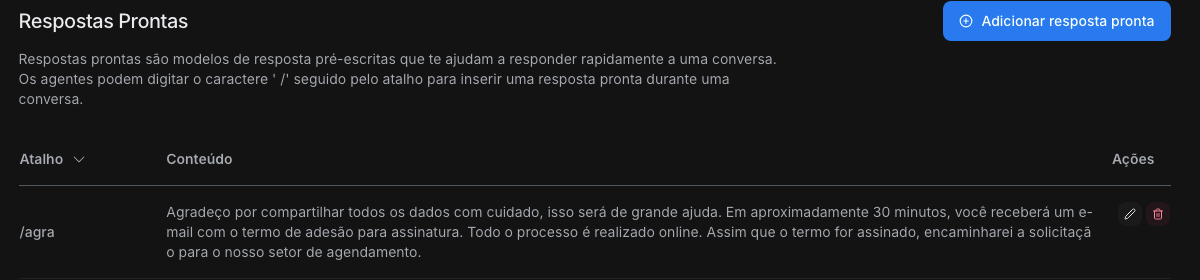 Respostas Prontas
Adicionar resposta pronta
Respostas prontas são modelos de resposta pré-escritas que te ajudam a responder rapidamente a uma conversa.
Os agentes podem digitar o caractere ' /' seguido pelo atalho para inserir uma resposta pronta durante uma
conversa.
Atalho Conteúdo Ações
Agradeço por compartilhar todos os dados com cuidado, isso será de grande ajuda. Em aproximadamente 30 minutos, você receberá um e-
/agra mail com o termo de adesão para assinatura. Todo o processo é realizado online. Assim que o termo for assinado, encaminharei a solicitaçã
o para o nosso setor de agendamento.